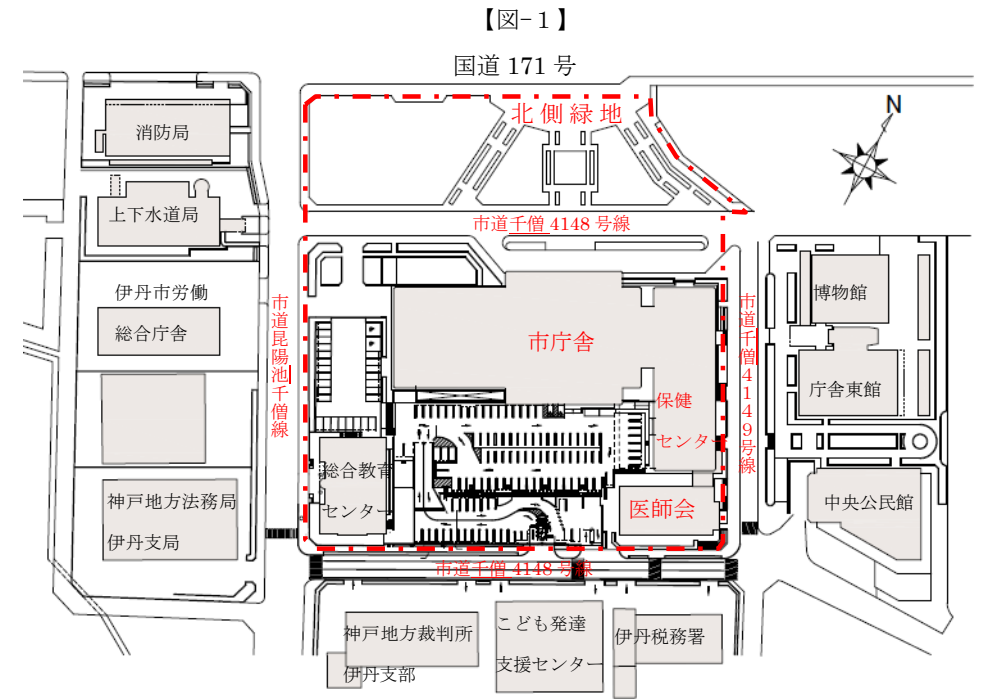 【図-1】
国道 171 号
北側緑地
N
消防局
上下水道局
市道千僧 4148 号線
伊丹市労働
総合庁舎
市道昆陽池千僧線
市庁舎
市道千僧4149号線
博物館
庁舎東館
保健
センター
総合教育
センター
医師会
中央公民館
神戸地方法務局
伊丹支局
市道千僧 4148 号線
神戸地方裁判所
伊丹支部
こども発達
支援センター
伊丹税務署